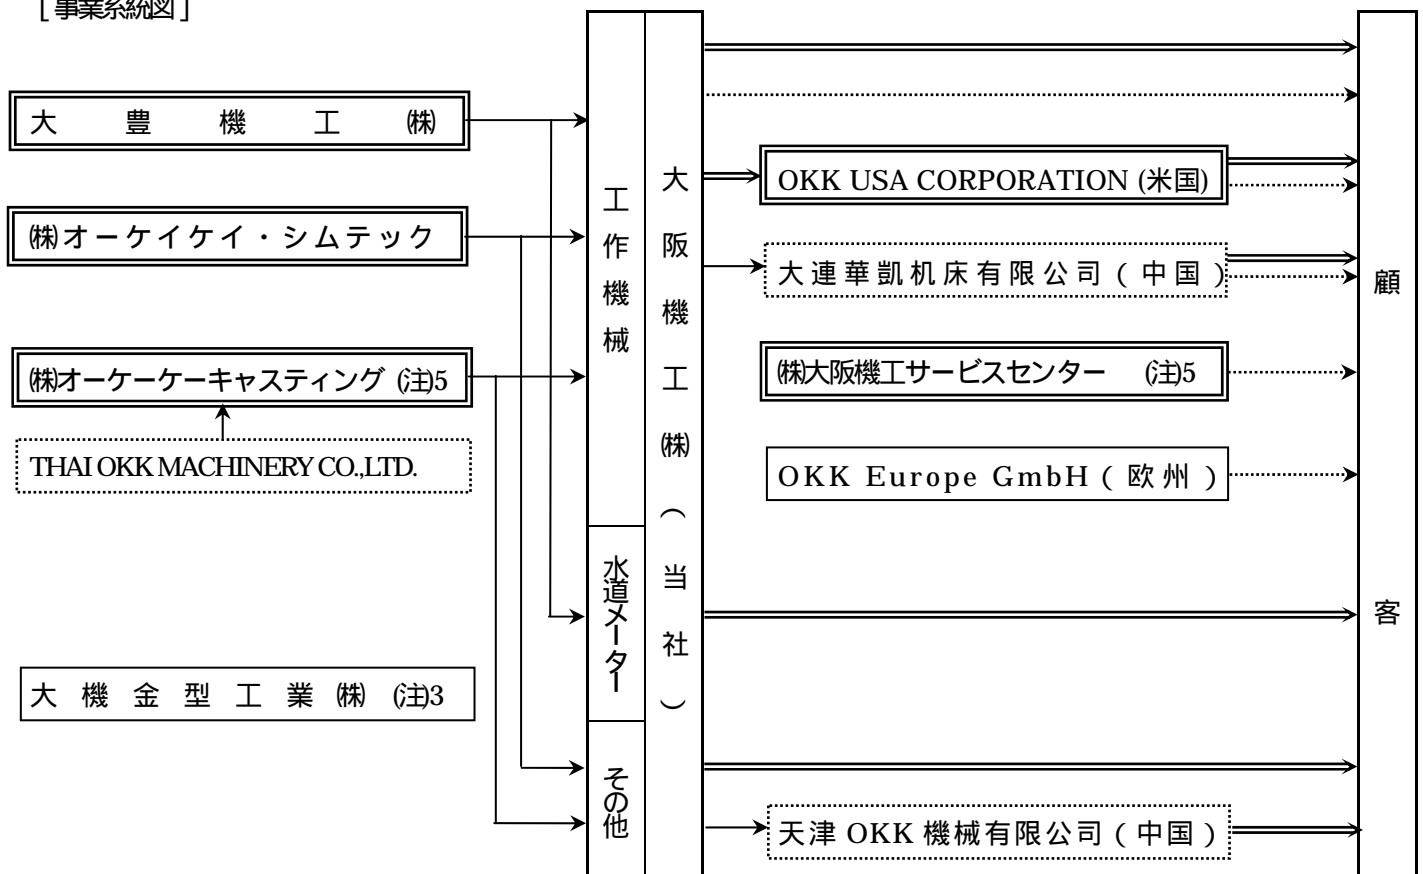 [ 事業系統図 ]
大豊機工㈱
㈱オーケイケイ・シムテック
㈱オーケーケーキャスティング (注)5
THAI OKK MACHINERY CO.,LTD.
大機金型工業㈱ (注)3
工作機械
水道メーター
その他
大阪機工㈱(当社)
OKK USA CORPORATION (米国)
大連華凱机床有限公司(中国)
㈱大阪機工サービスセンター (注)5
OKK Europe GmbH(欧州)
天津 OKK 機械有限公司(中国)
顧客